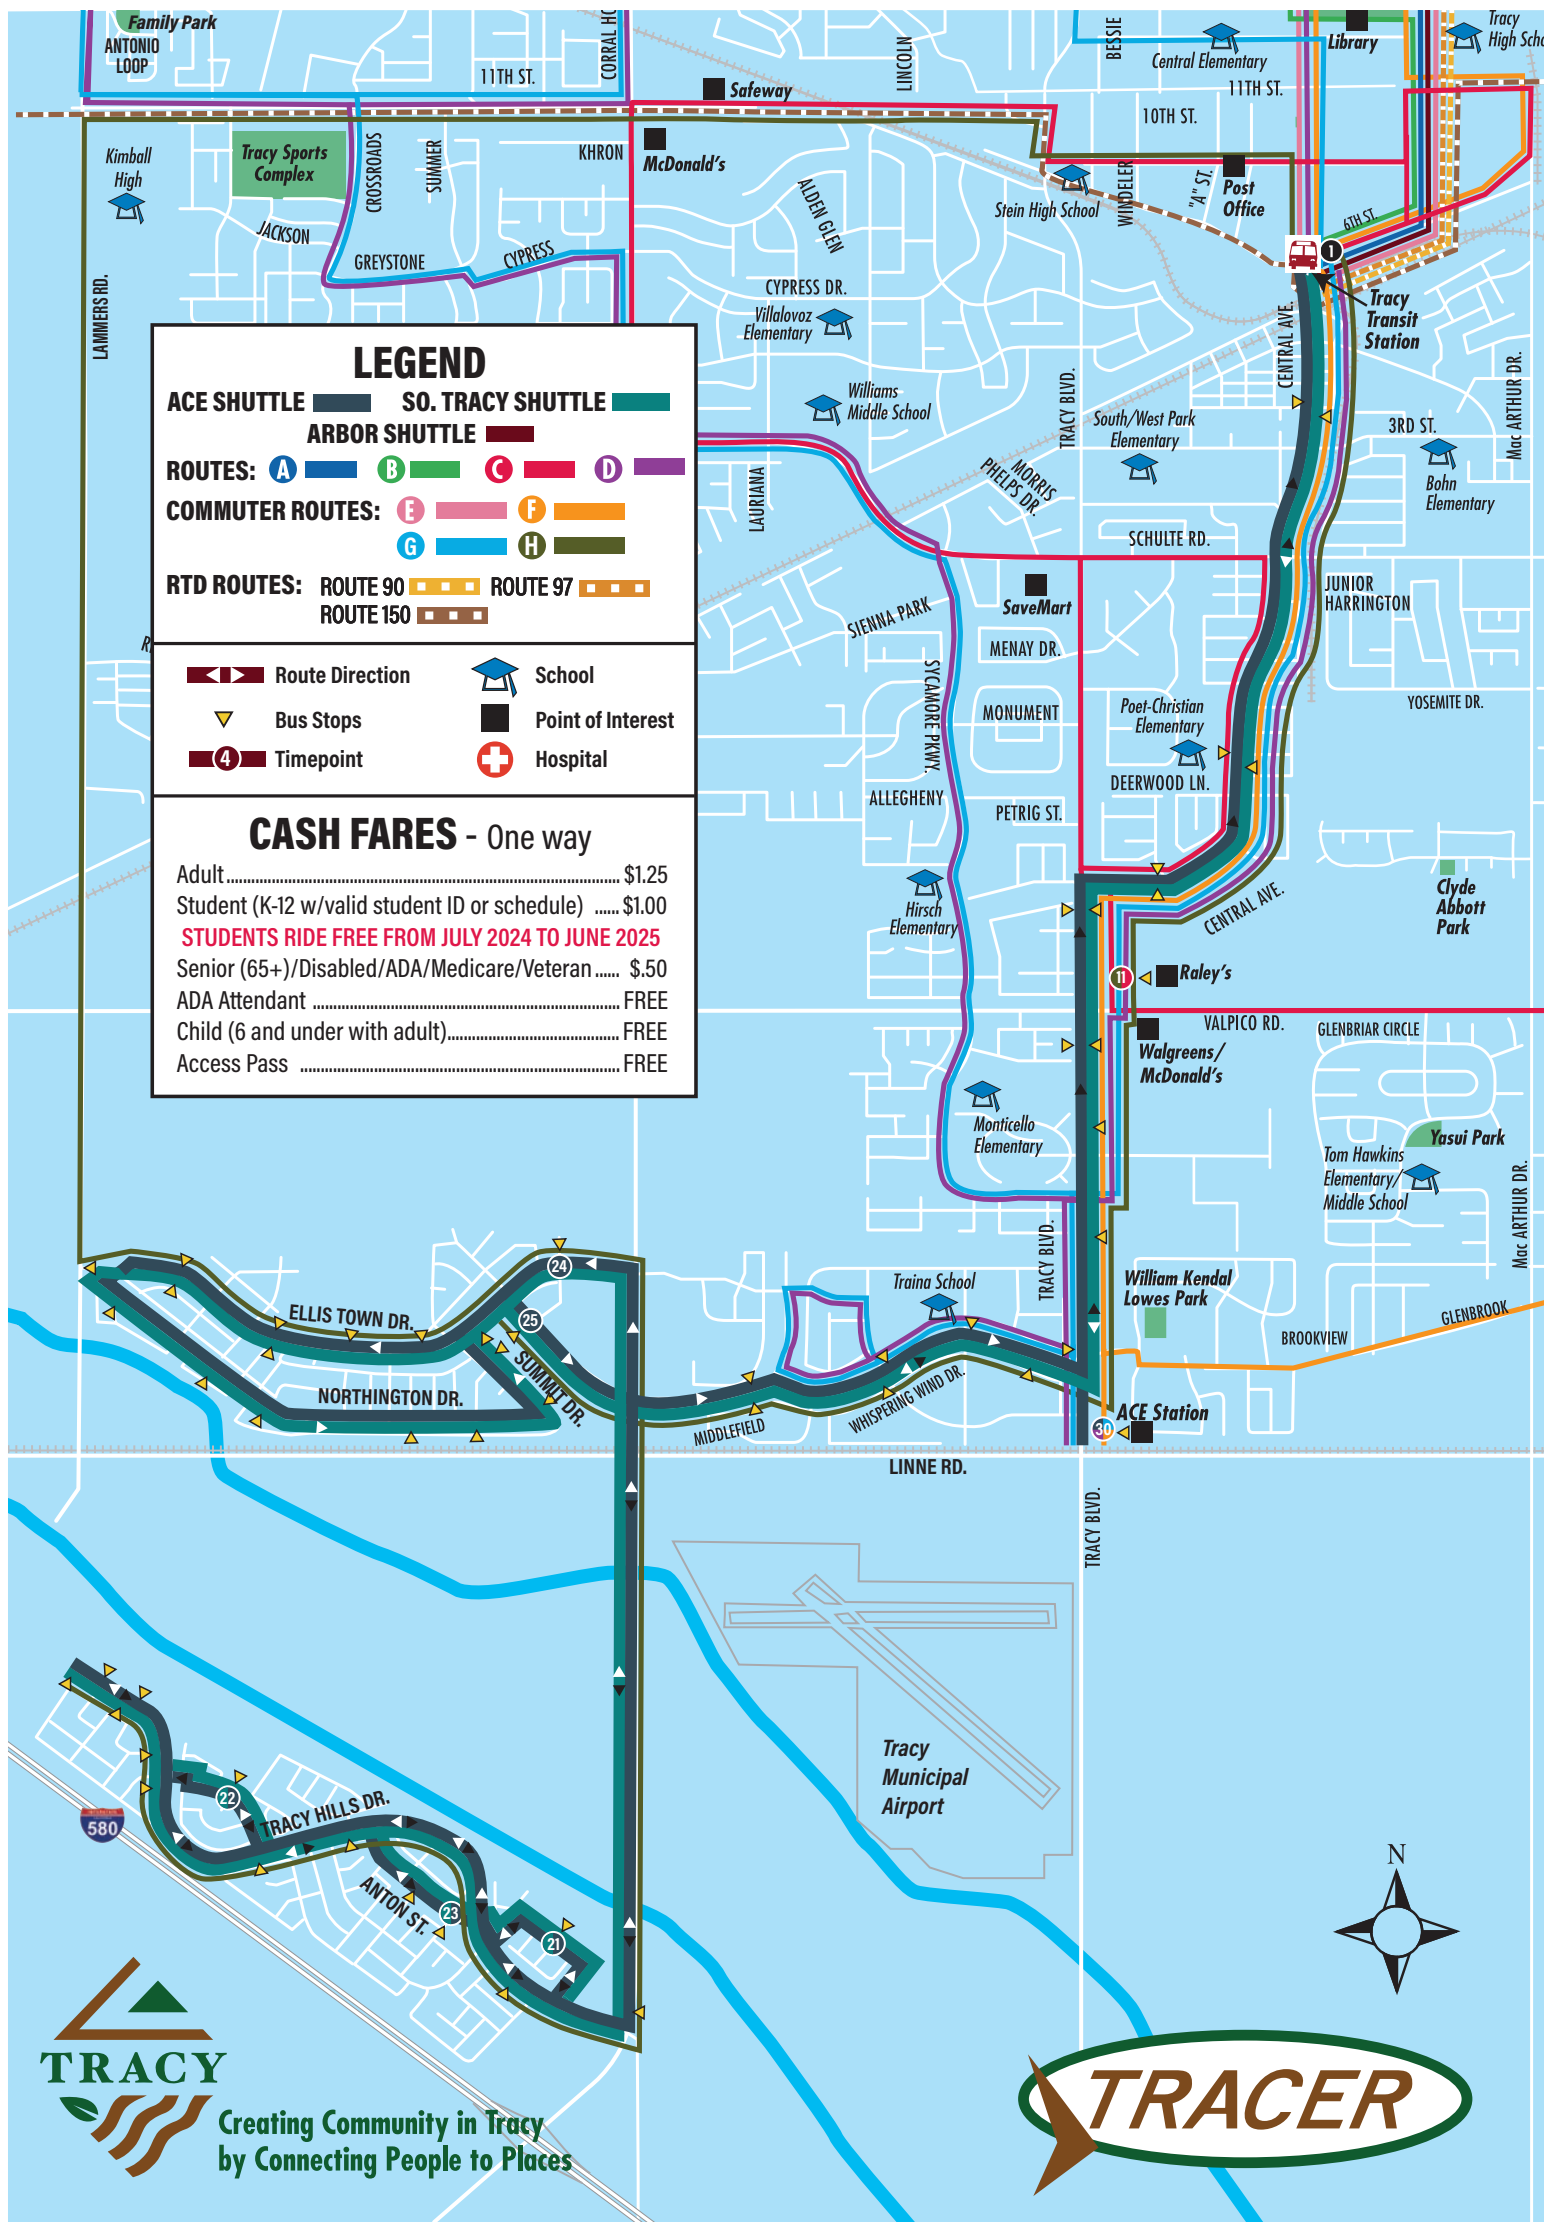 Family Park
ANTONIO
LOOP
11TH ST.
Safeway
LINCOLN
BESSIE
Central Elementary
Library
Tracy
11TH ST.
10TH ST.
Kimball
High
Tracy Sports
Complex
CROSSROADS
SUMMER
KHRON
McDonald's
ALDEN GLEN
Stein High School
WINDELER
"A" ST.
Post
Office
6TH ST.
1
JACKSON
GREYSTONE
CYPRESS
LAMMERS RD.
CYPRESS DR.
Villalovoz
Elementary
CENTRAL AVE.
Tracy
Transit
Station
Williams
Middle School
TRACY BLVD.
South/West Park
Elementary
Mac ARTHUR DR.
3RD ST.
Bohn
Elementary
LAURIANA
MORRIS
PHELPS DR.
SCHULTE RD.
SaveMart
JUNIOR
HARRINGTON
SIENNA PARK
MENAY DR.
SYCAMORE PKWY.
MONUMENT
Poet-Christian
Elementary
YOSEMITE DR.
DEERWOOD LN.
ALLEGHENY
PETRIG ST.
Hirsch
Elementary
CENTRAL AVE.
Clyde
Abbott
Park
11
Raley's
VALPICO RD.
GLENBRIAR CIRCLE
Walgreens/
McDonald's
Monticello
Elementary
Yasui Park
Tom Hawkins
Elementary/
Middle School
Mac ARTHUR DR.
LEGEND
ACE SHUTTLE
SO. TRACY SHUTTLE
ARBOR SHUTTLE
ROUTES: A B C D
COMMUTER ROUTES: E F
G H
RTD ROUTES: ROUTE 90 ROUTE 97
ROUTE 150
Route Direction
School
Bus Stops
Point of Interest
4
Timepoint
Hospital
CASH FARES - One way
Adult $1.25
Student (K-12 w/valid student ID or schedule) $1.00
STUDENTS RIDE FREE FROM JULY 2024 TO JUNE 2025
Senior (65+)/Disabled/ADA/Medicare/Veteran $.50
ADA Attendant FREE
Child (6 and under with adult) FREE
Access Pass FREE
TRACY BLVD.
24
25
ELLIS TOWN DR.
Traina School
William Kendal
Lowes Park
GLENBROOK
BROOKVIEW
SUMMIT DR.
NORTHINGTON DR.
MIDDLEFIELD
WHISPERING WIND DR.
ACE Station
30
LINNE RD.
TRACY BLVD.
Tracy
Municipal
Airport
580
22
TRACY HILLS DR.
ANTON ST.
23
21
N
TRACY
Creating Community in Tracy
by Connecting People to Places
TRACER